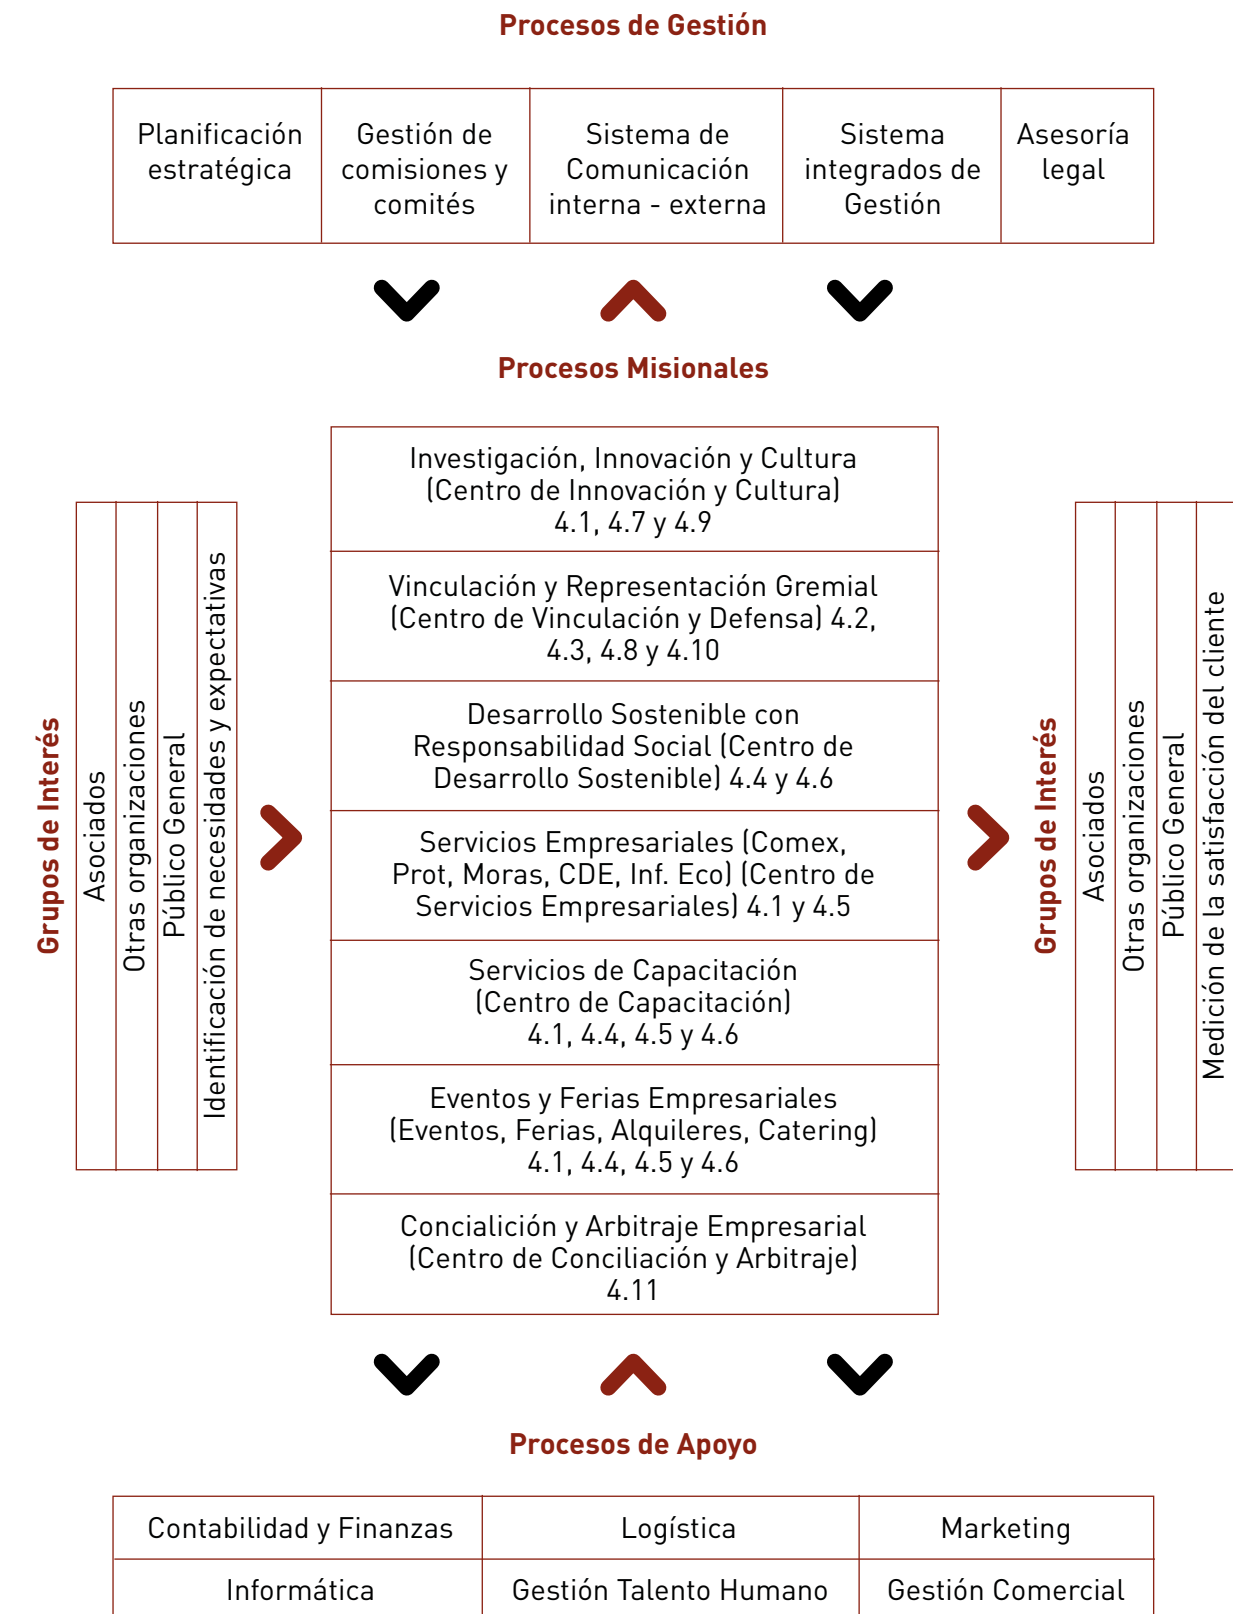 Procesos de Gestión
Planificación
estratégica
Gestión de
comisiones y
comités
Sistema de
Comunicación
interna - externa
Sistema
integrados de
Gestión
Asesoría
legal
Procesos Misionales
Grupos de Interés
Asociados
Otras organizaciones
Público General
Identificación de necesidades y expectativas
Investigación, Innovación y Cultura
(Centro de Innovación y Cultura)
4.1, 4.7 y 4.9
Vinculación y Representación Gremial
(Centro de Vinculación y Defensa) 4.2,
4.3, 4.8 y 4.10
Desarrollo Sostenible con
Responsabilidad Social (Centro de
Desarrollo Sostenible) 4.4 y 4.6
Servicios Empresariales (Comex,
Prot, Moras, CDE, Inf. Eco) (Centro de
Servicios Empresariales) 4.1 y 4.5
Servicios de Capacitación
(Centro de Capacitación)
4.1, 4.4, 4.5 y 4.6
Eventos y Ferias Empresariales
(Eventos, Ferias, Alquileres, Catering)
4.1, 4.4, 4.5 y 4.6
Concialición y Arbitraje Empresarial
(Centro de Conciliación y Arbitraje)
4.11
Grupos de Interés
Asociados
Otras organizaciones
Público General
Medición de la satisfacción del cliente
Procesos de Apoyo
Contabilidad y Finanzas
Logística
Marketing
Informática
Gestión Talento Humano
Gestión Comercial